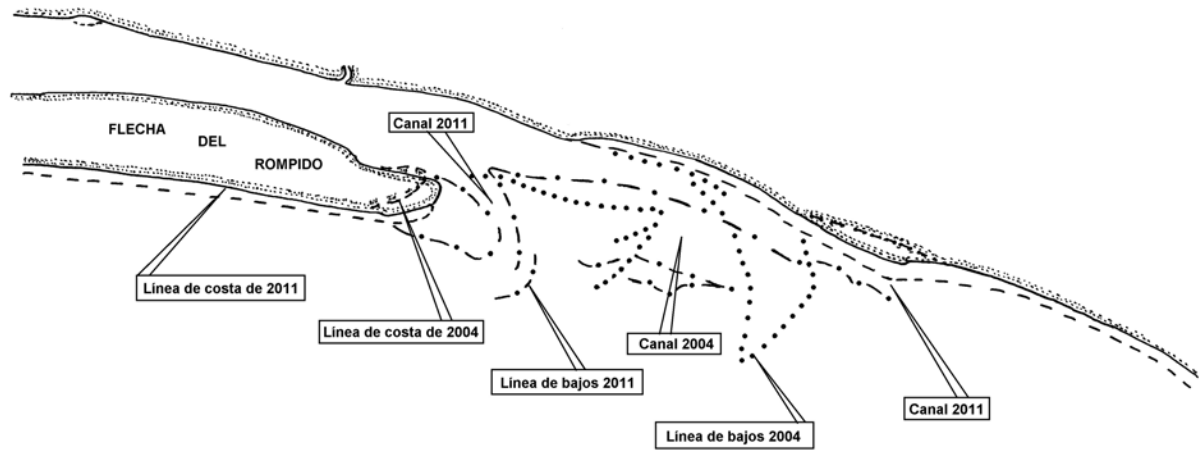 Canal 2011
FLECHA
DEL
ROMPIDO
Línea de costa de 2011
Línea de costa de 2004
Canal 2004
Línea de bajos 2011
Canal 2011
Línea de bajos 2004